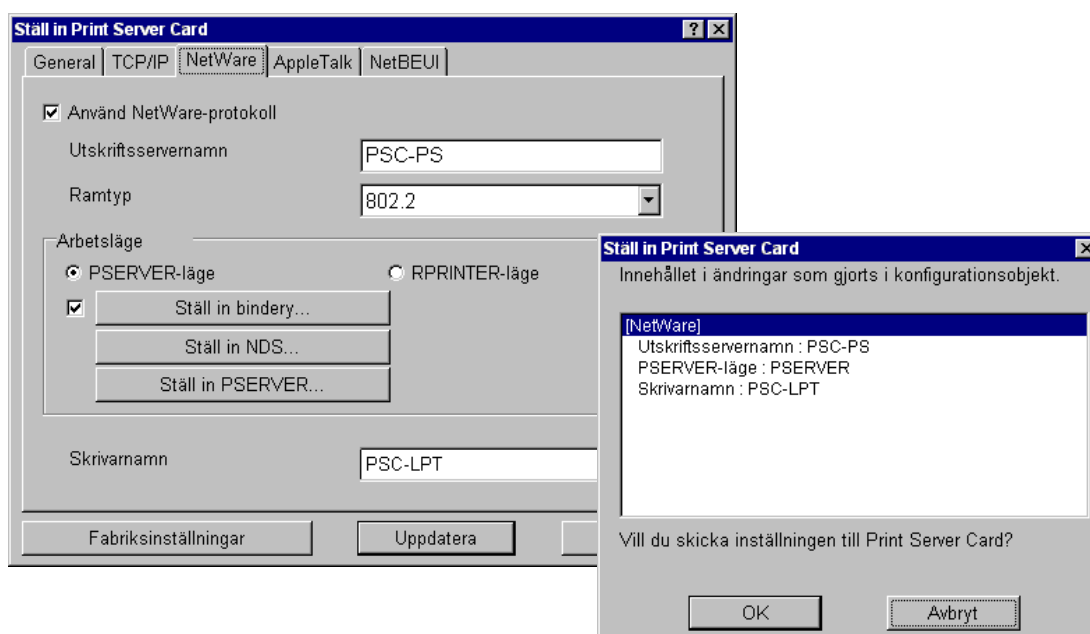 Ställ in Print Server Card
General TCP/IP NetWare AppleTalk NetBEUI
Använd NetWare-protokoll
Utskriftsservernamn PSC-PS
Ramtyp 802.2
Arbetsläge
PSERVER-läge RPRINTER-läge
Ställ in bindery...
Ställ in NDS...
Ställ in PSERVER...
Skrivarnamn PSC-LPT
Fabriksinställningar Uppdatera
Ställ in Print Server Card
Innehållet i ändringar som gjorts i konfigurationsobjekt.
[NetWare]
Utskriftsservernamn : PSC-PS
PSERVER-läge : PSERVER
Skrivarnamn : PSC-LPT
Vill du skicka inställningen till Print Server Card?
OK Avbryt